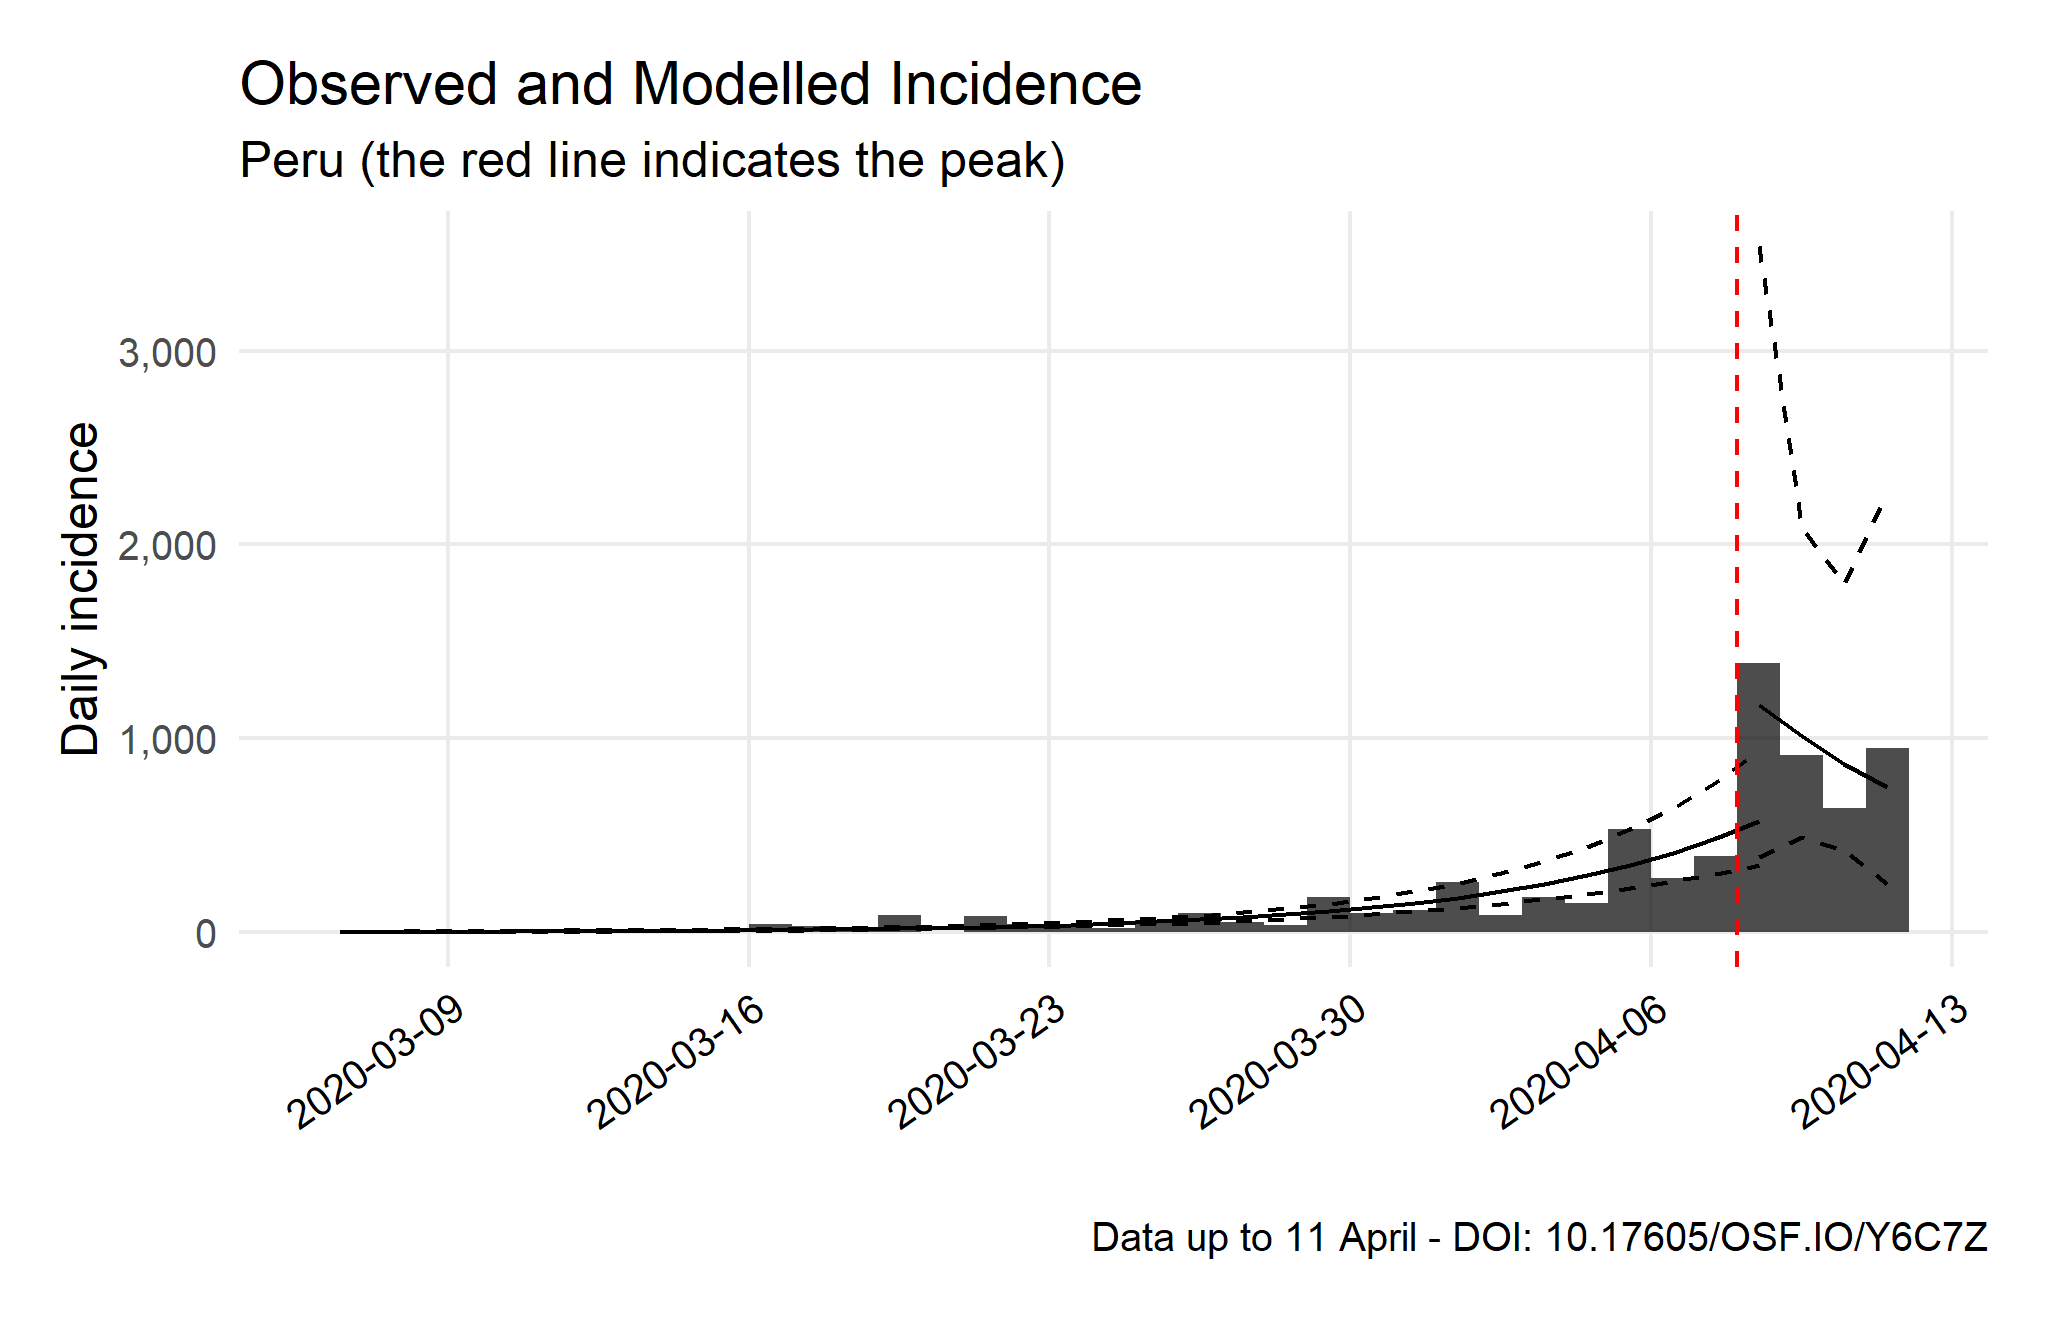 Observed and Modelled Incidence
Peru (the red line indicates the peak)
Daily incidence
3,000
2,000
1,000
0
2020-03-09
2020-03-16
2020-03-23
2020-03-30
2020-04-06
2020-04-13
Data up to 11 April - DOI: 10.17605/OSF.IO/Y6C7Z